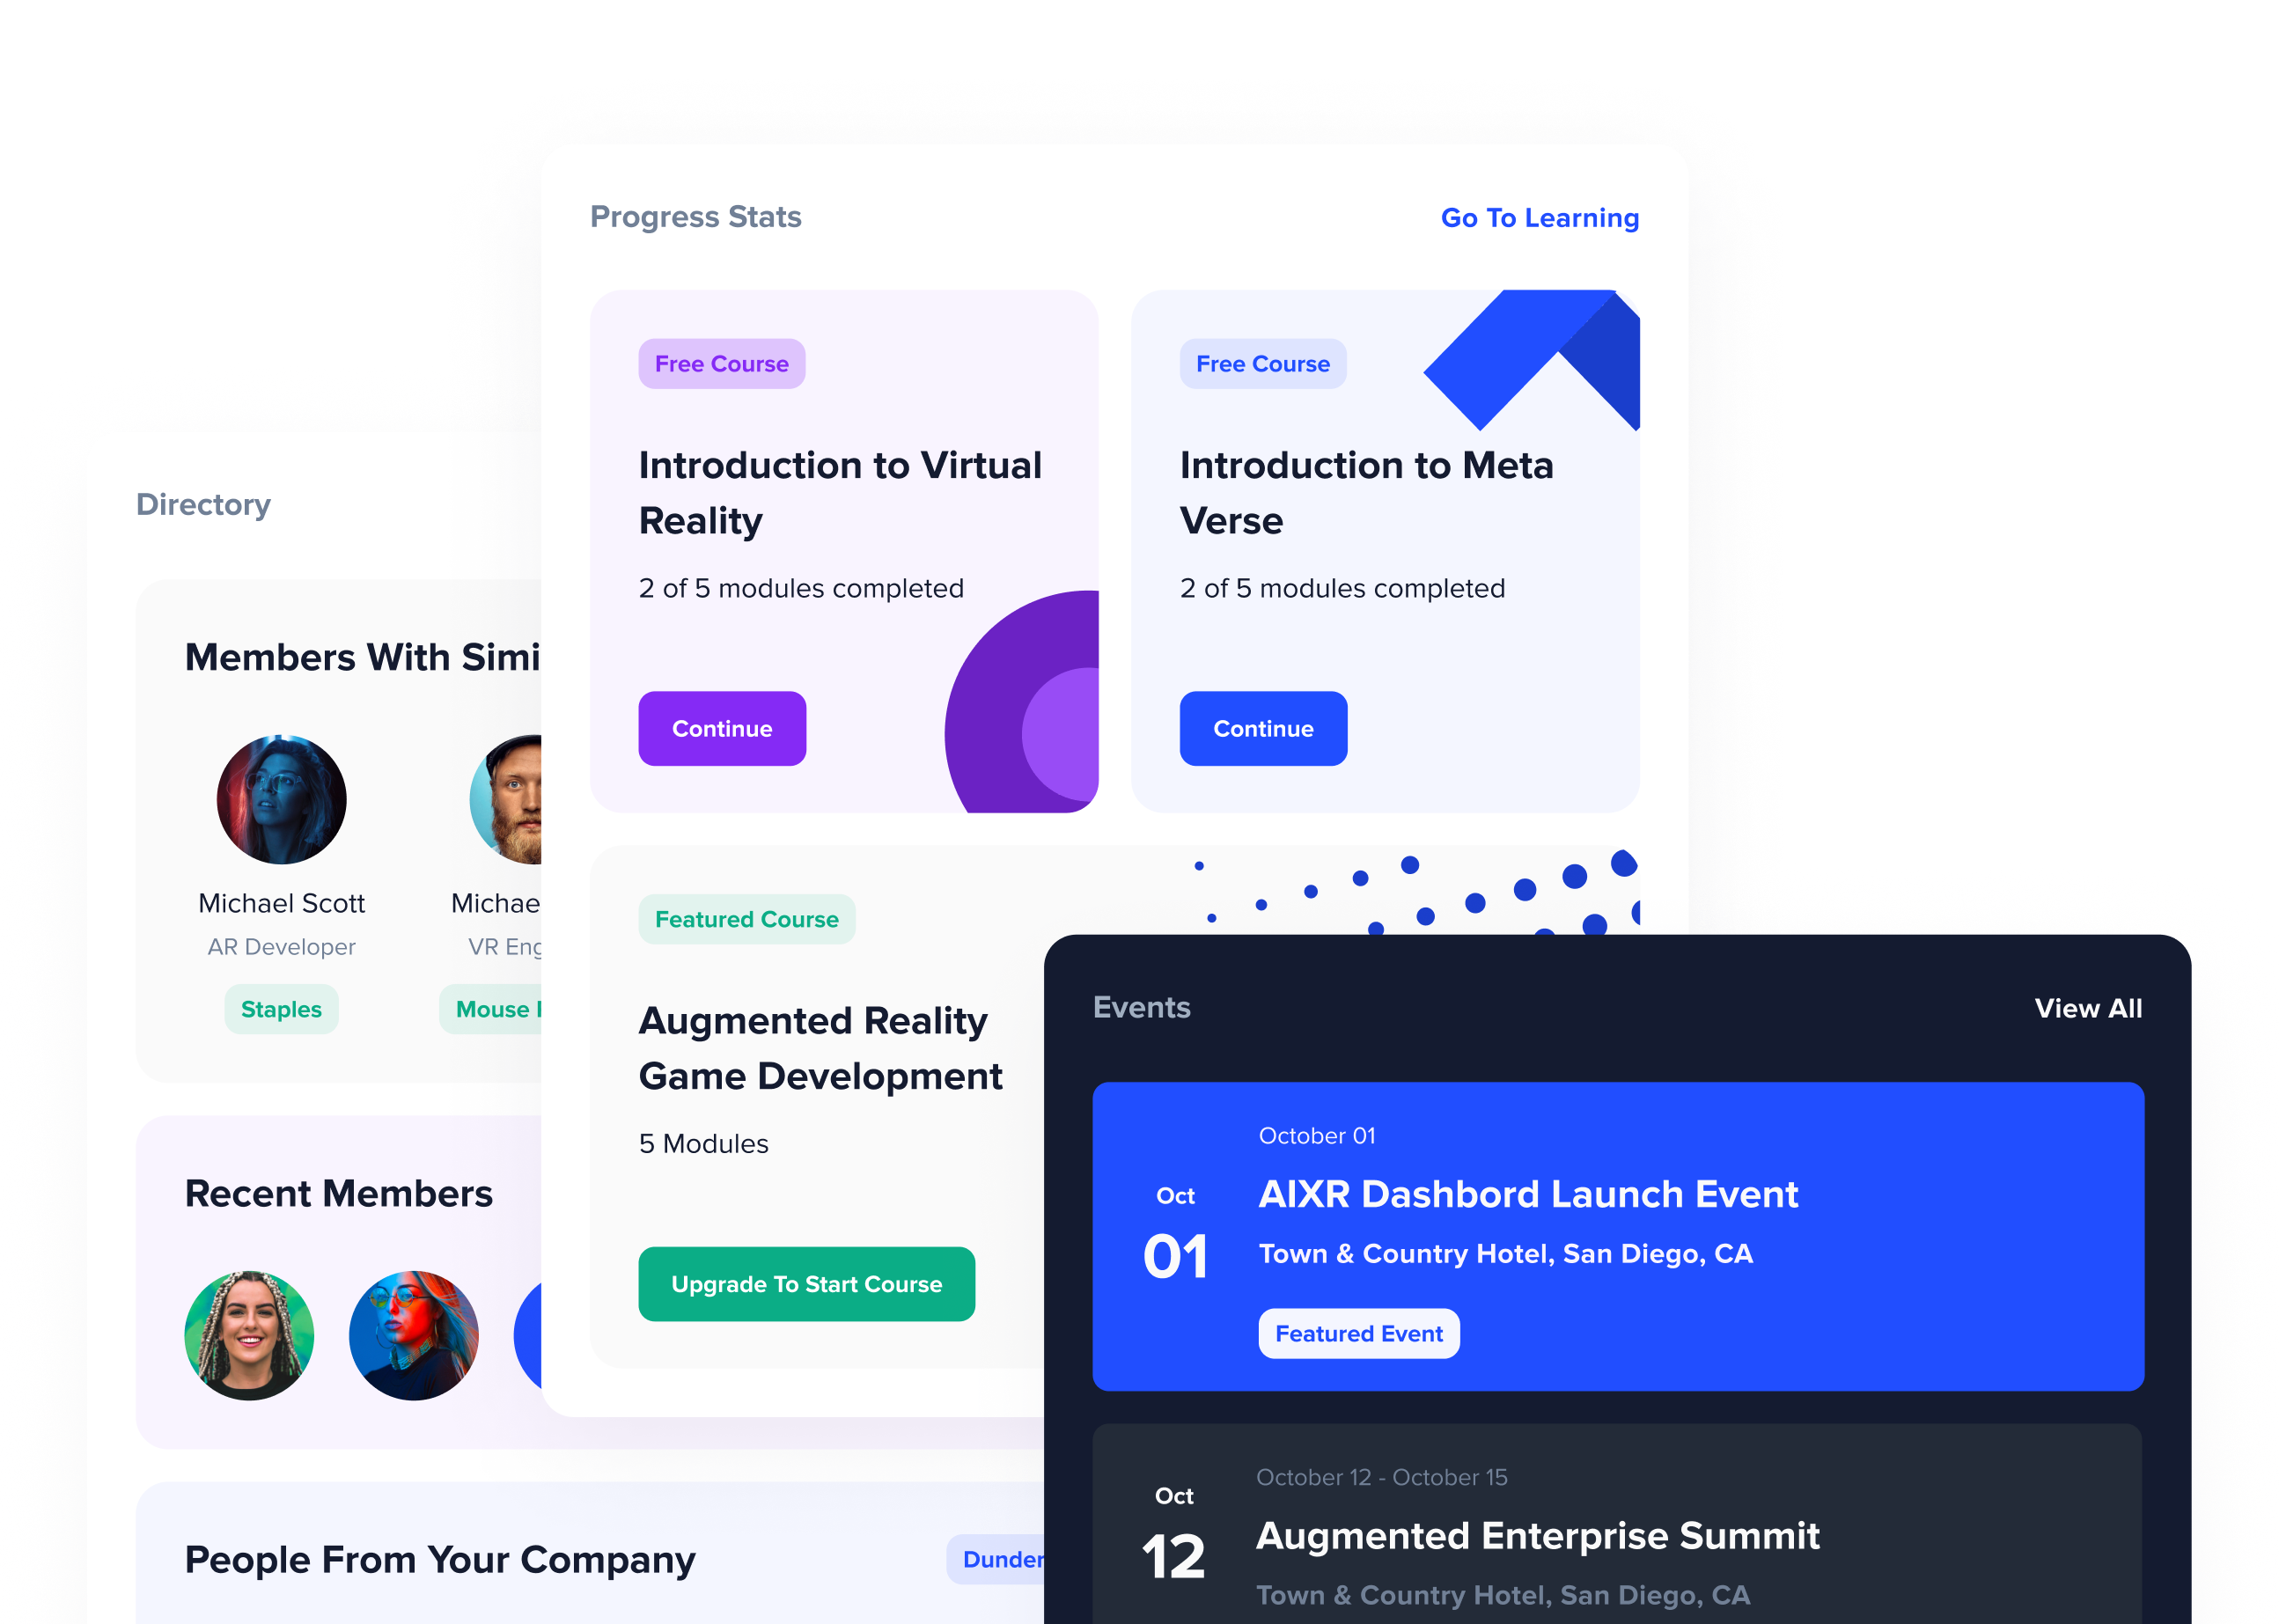 Progress Stats
Go To Learning
Free Course
Introduction to Virtual
Reality
2 of 5 modules completed
Continue
Free Course
Introduction to Meta
Verse
2 of 5 modules completed
Continue
Featured Course
Augmented Reality
Game Development
5 Modules
Upgrade To Start Course
Directory
Members With
Michael Scott
AR Developer
Staples
VR
Mouse
Recent Members
People From Your Company
Dunder
Events
View All
October 01
Oct
01
AIXR Dashbord Launch Event
Town & Country Hotel, San Diego, CA
Featured Event
October 12 - October 15
Oct
12
Augmented Enterprise Summit
Town & Country Hotel, San Diego, CA